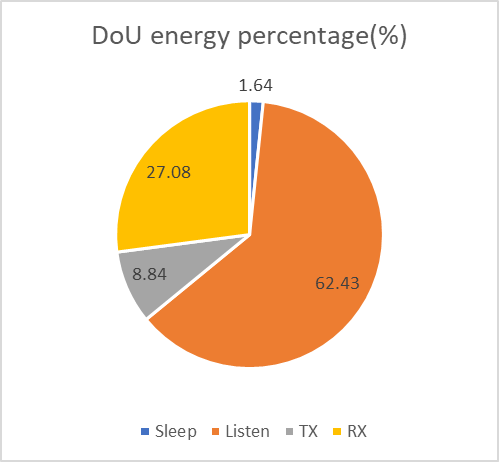 DoU energy percentage(%)
1.64
27.08
8.84
62.43
Sleep Listen TX RX